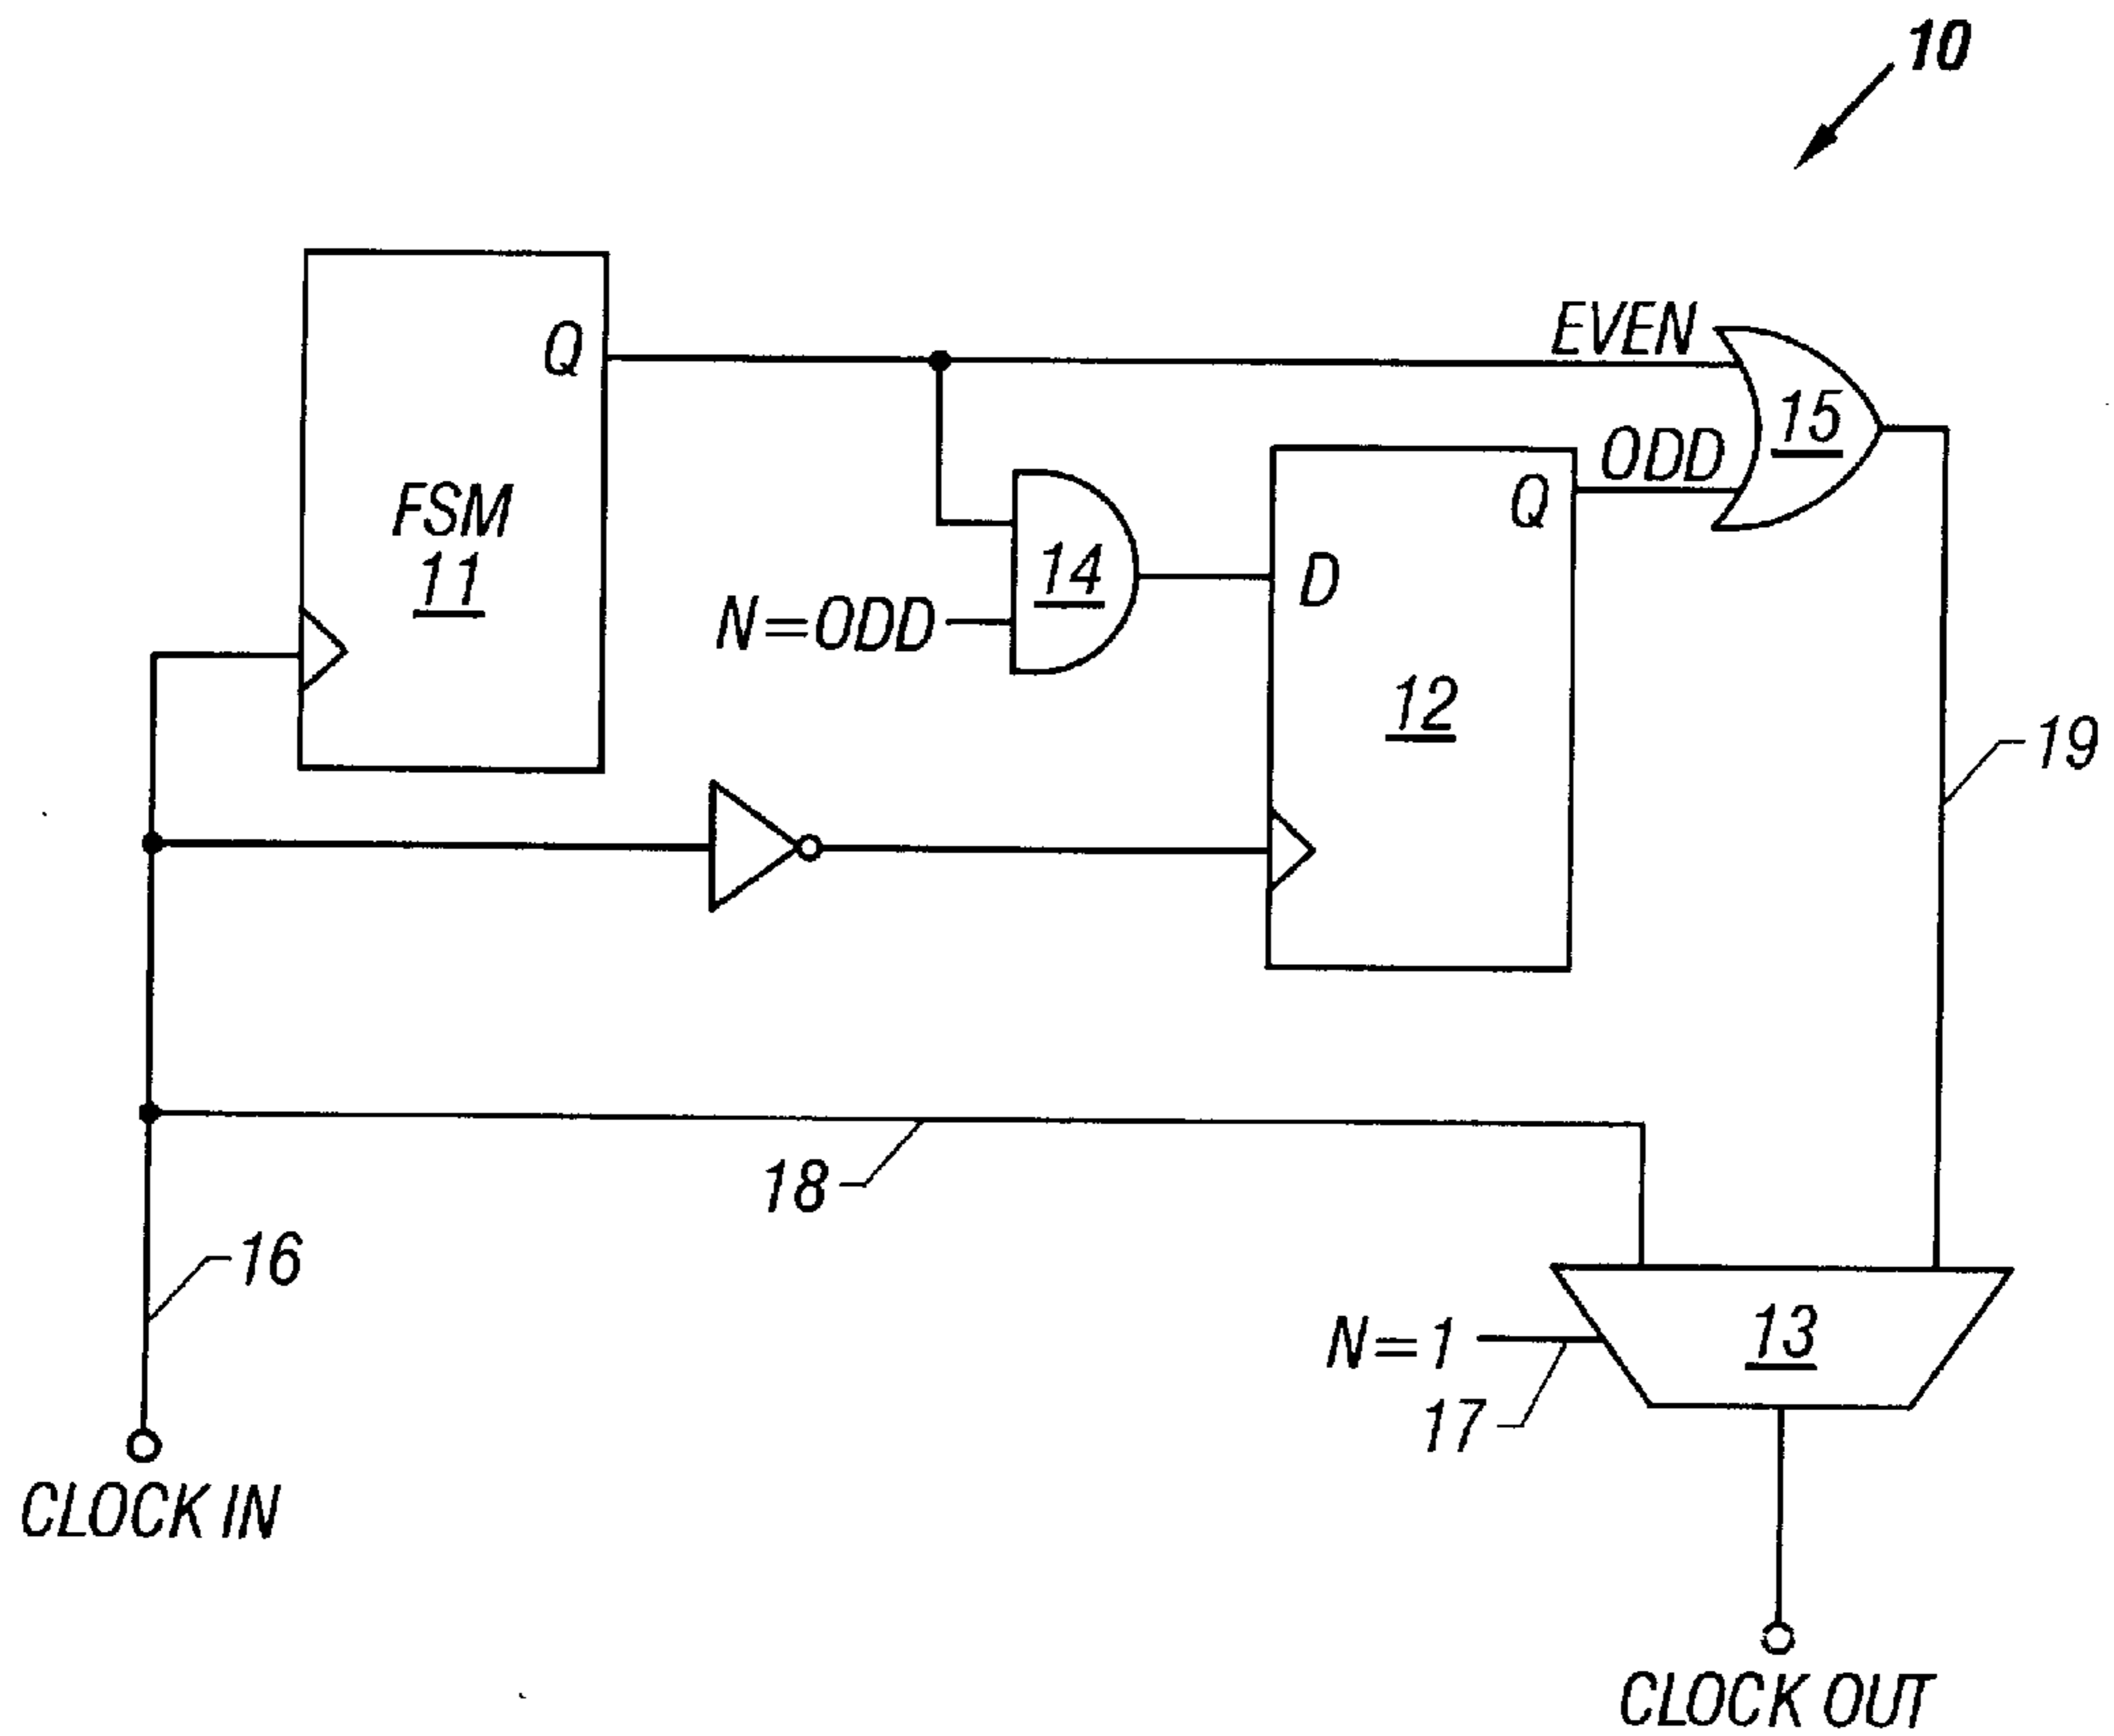 10
Q
EVEN
15
ODD
Q
FSM
11
14
D
N=ODD
12
19
18
16
N=1
13
17
CLOCK IN
CLOCK OUT